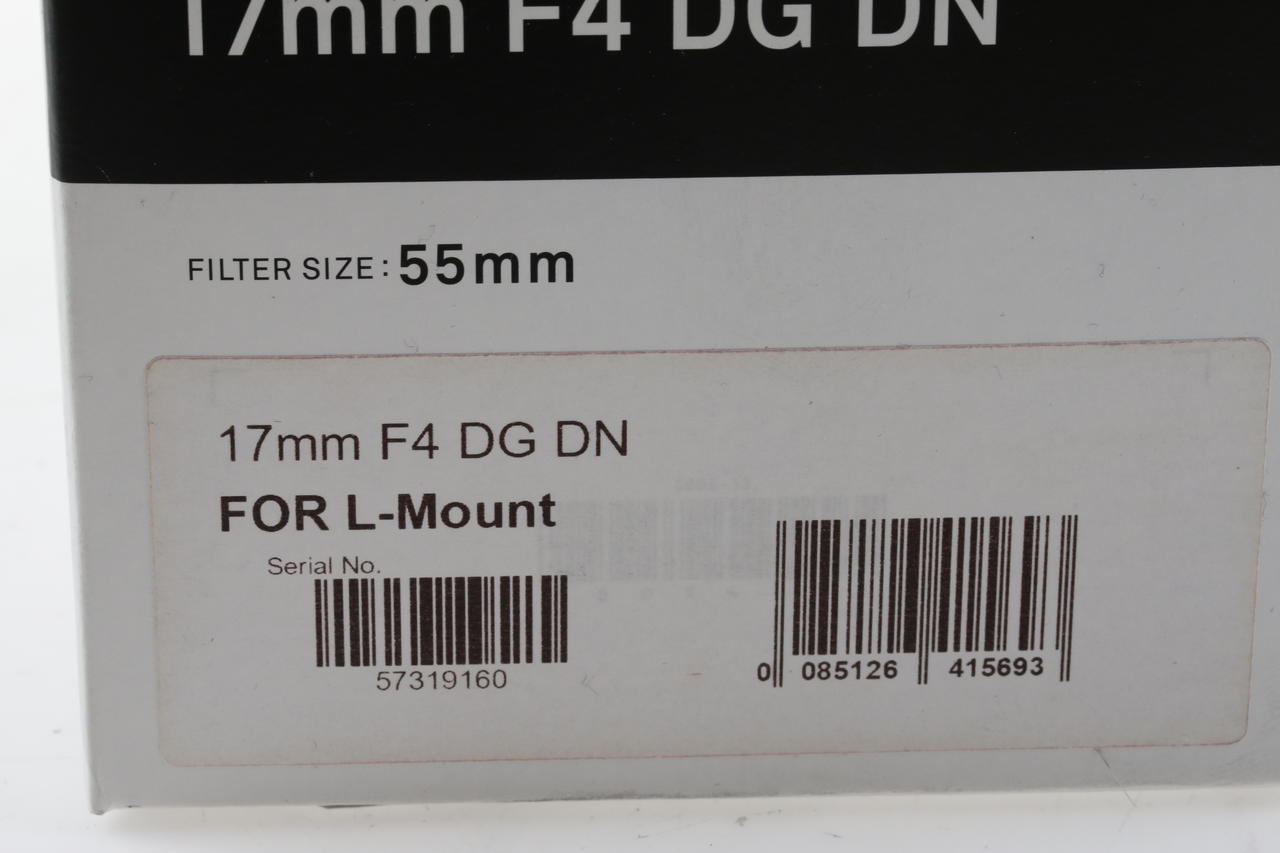 17mm F4 DG DN
FILTER SIZE: 55mm
17mm F4 DG DN
FOR L-Mount
Serial No.
57319160
0 085126 415693